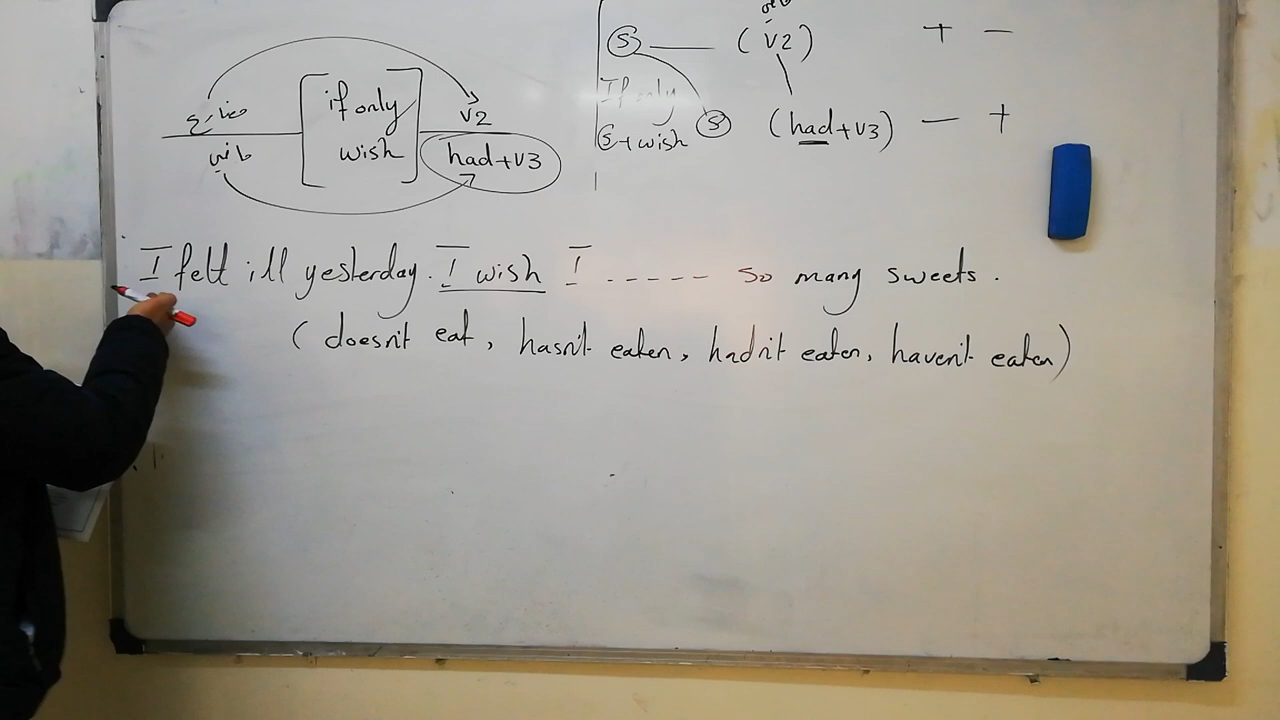 S ( V2 ) + −
مضارع [ if only V2
If only
ماضي wish ] had+V3
S+wish S (had+V3) − +
I felt ill yesterday. I wish I ----- so many sweets.
( doesn't eat, hasn't eaten, hadn't eaten, haven't eaten)